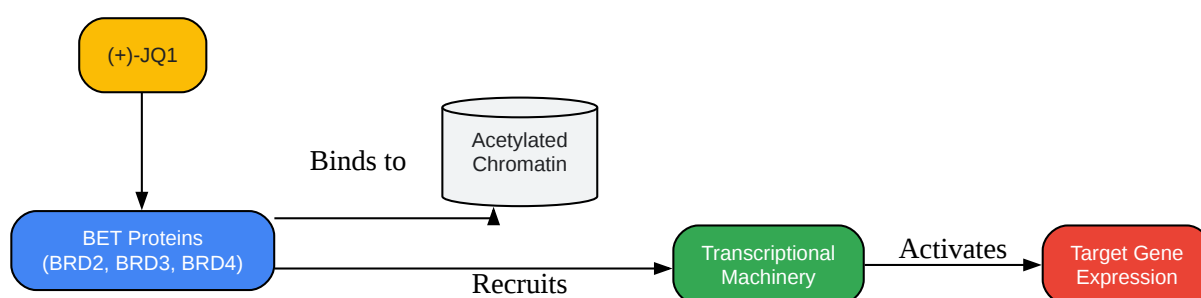 (+)-JQ1
Acetylated
Chromatin
Binds to
BET Proteins
(BRD2, BRD3, BRD4)
Recruits
Transcriptional
Machinery
Activates
Target Gene
Expression